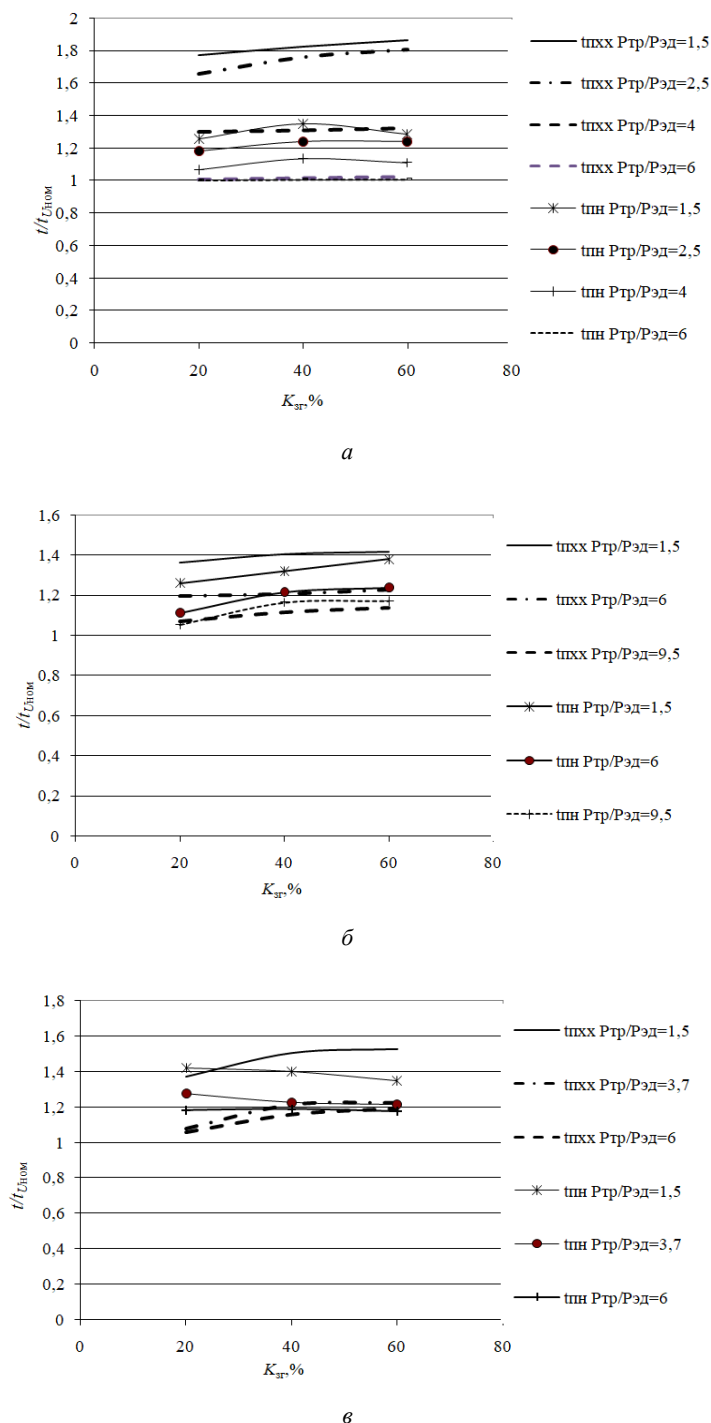 2
1,8
1,6
1,4
1,2
1
0,8
0,6
0,4
0,2
0
t/tUном
0 20 40 60 80
Kзг,%
tпхх Ртр/Рэд=1,5
tпхх Ртр/Рэд=2,5
tпхх Ртр/Рэд=4
tпхх Ртр/Рэд=6
tпн Ртр/Рэд=1,5
tпн Ртр/Рэд=2,5
tпн Ртр/Рэд=4
tпн Ртр/Рэд=6
а
1,6
1,4
1,2
1
0,8
0,6
0,4
0,2
0
t/tUном
0 20 40 60 80
Kзг,%
tпхх Ртр/Рэд=1,5
tпхх Ртр/Рэд=6
tпхх Ртр/Рэд=9,5
tпн Ртр/Рэд=1,5
tпн Ртр/Рэд=6
tпн Ртр/Рэд=9,5
б
1,8
1,6
1,4
1,2
1
0,8
0,6
0,4
0,2
0
t/tUном
0 20 40 60 80
Kзг,%
tпхх Ртр/Рэд=1,5
tпхх Ртр/Рэд=3,7
tпхх Ртр/Рэд=6
tпн Ртр/Рэд=1,5
tпн Ртр/Рэд=3,7
tпн Ртр/Рэд=6
в